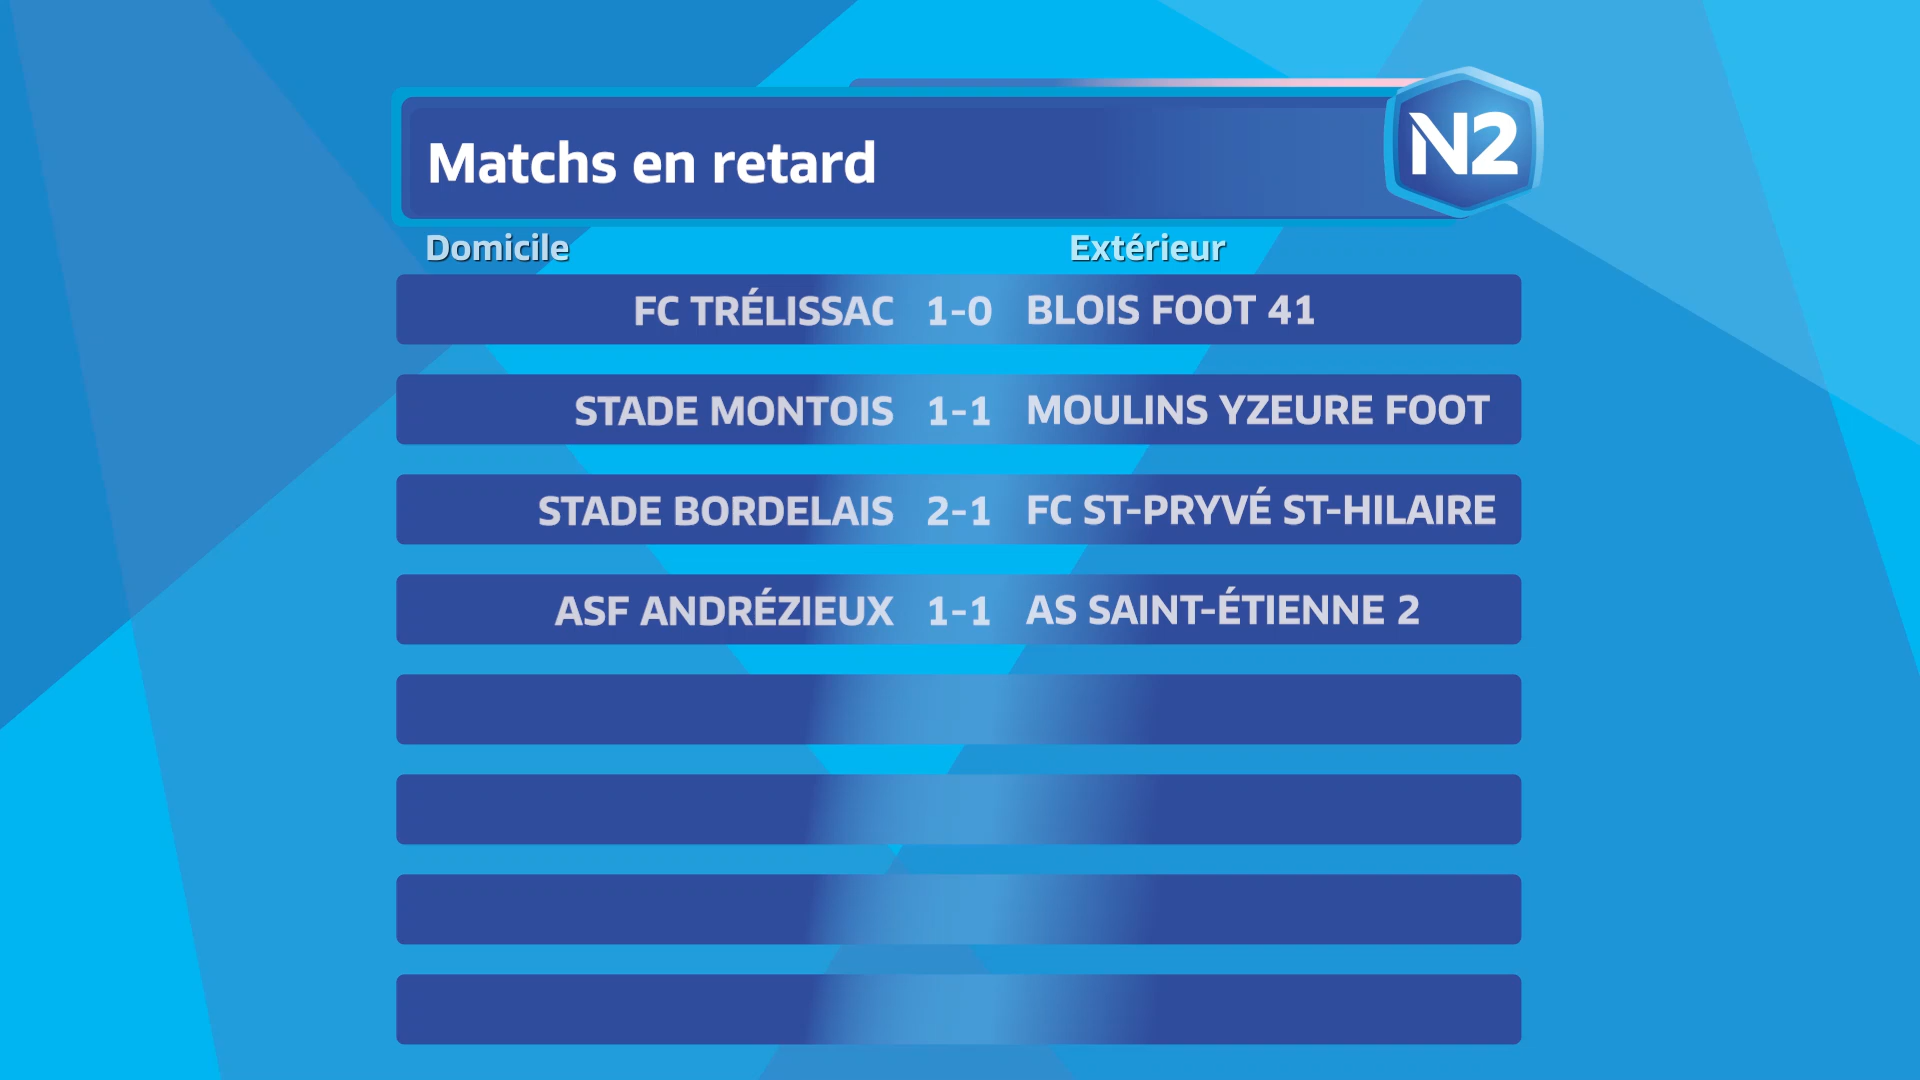 N2
Matchs en retard
Domicile Extérieur
FC TRÉLISSAC 1-0 BLOIS FOOT 41
STADE MONTOIS 1-1 MOULINS YZEURE FOOT
STADE BORDELAIS 2-1 FC ST-PRYVÉ ST-HILAIRE
ASF ANDRÉZIEUX 1-1 AS SAINT-ÉTIENNE 2